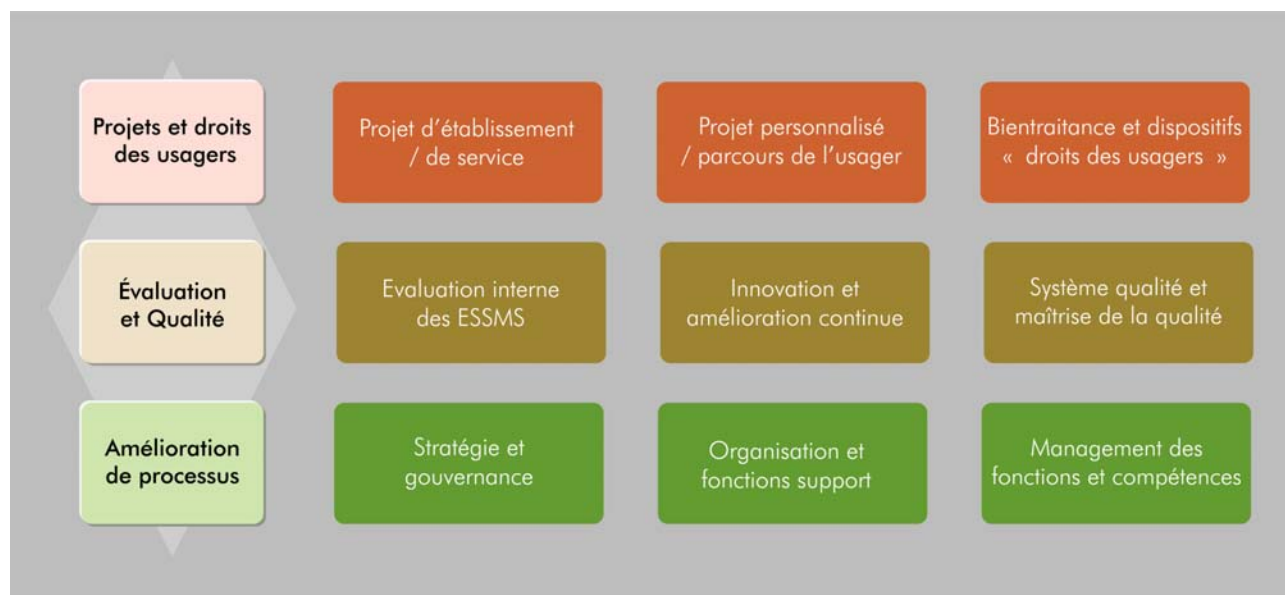 Projets et droits
des usagers
Projet d'établissement
/ de service
Projet personnalisé
/ parcours de l'usager
Bientraitance et dispositifs
«  droits des usagers  »
Évaluation
et Qualité
Evaluation interne
des ESSMS
Innovation et
amélioration continue
Système qualité et
maîtrise de la qualité
Amélioration
de processus
Stratégie et
gouvernance
Organisation et
fonctions support
Management des
fonctions et compétences